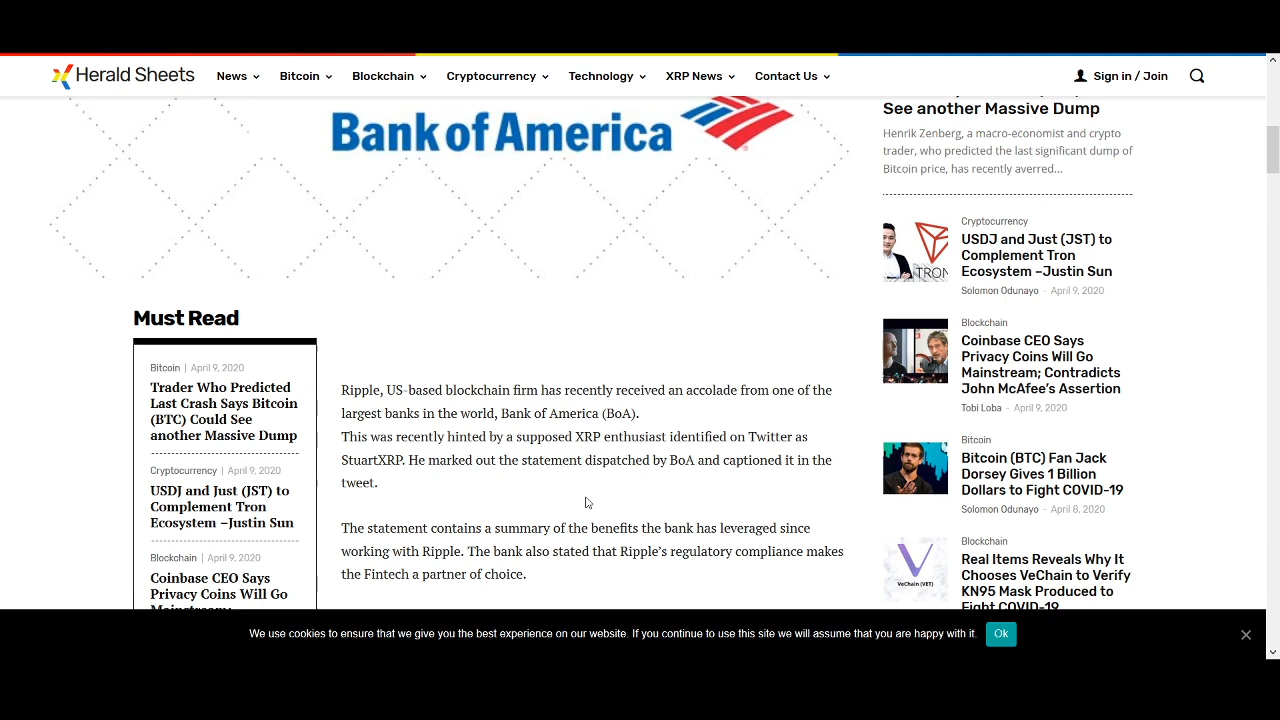 Herald Sheets
News
Bitcoin
Blockchain
Cryptocurrency
Technology
XRP News
Contact Us
Sign in / Join
Bank of America
Must Read
Bitcoin | April 9, 2020
Trader Who Predicted
Last Crash Says Bitcoin
(BTC) Could See
another Massive Dump
Cryptocurrency | April 9, 2020
USDJ and Just (JST) to
Complement Tron
Ecosystem –Justin Sun
Blockchain | April 9, 2020
Coinbase CEO Says
Privacy Coins Will Go
Mainstream;
Ripple, US-based blockchain firm has recently received an accolade from one of the
largest banks in the world, Bank of America (BoA).
This was recently hinted by a supposed XRP enthusiast identified on Twitter as
StuartXRP. He marked out the statement dispatched by BoA and captioned it in the
tweet.
The statement contains a summary of the benefits the bank has leveraged since
working with Ripple. The bank also stated that Ripple's regulatory compliance makes
the Fintech a partner of choice.
See another Massive Dump
Henrik Zenberg, a macro-economist and crypto
trader, who predicted the last significant dump of
Bitcoin price, has recently averred...
TRON
Cryptocurrency
USDJ and Just (JST) to
Complement Tron
Ecosystem –Justin Sun
Solomon Odunayo - April 9, 2020
Blockchain
Coinbase CEO Says
Privacy Coins Will Go
Mainstream; Contradicts
John McAfee's Assertion
Tobi Loba - April 9, 2020
Bitcoin
Bitcoin (BTC) Fan Jack
Dorsey Gives 1 Billion
Dollars to Fight COVID-19
Solomon Odunayo - April 8, 2020
VeChain (VET)
Blockchain
Real Items Reveals Why It
Chooses VeChain to Verify
KN95 Mask Produced to
Fight COVID-19
We use cookies to ensure that we give you the best experience on our website. If you continue to use this site we will assume that you are happy with it.
Ok